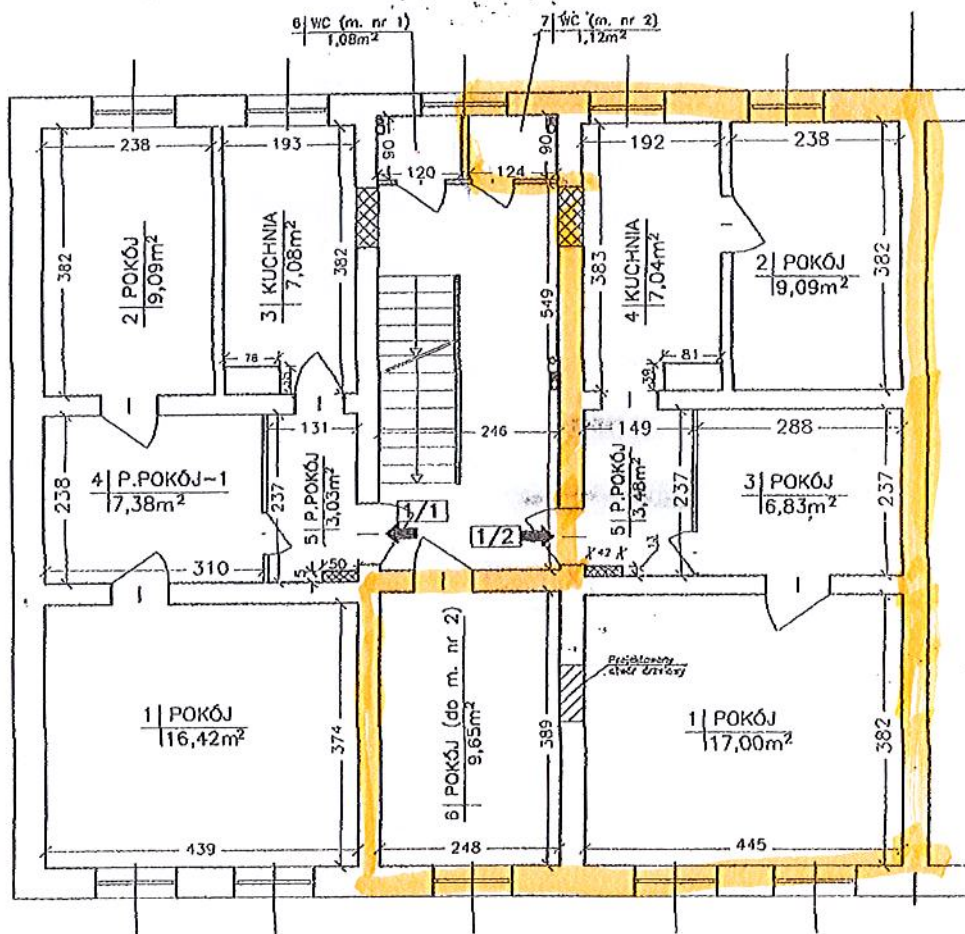 6 WC (m. nr 1)
1,08m²
7 WC (m. nr 2)
1,12m²
238
193
90
120
124
90
192
238
382
2 POKÓJ
9,09m²
3 KUCHNIA
7,08m²
382
549
383
4 KUCHNIA
7,04m²
2 POKÓJ
9,09m²
382
78
81
39
131
246
149
288
238
4 P.POKÓJ-1
7,38m²
237
5 P.POKÓJ
3,03m²
1/1
1/2
5 P.POKÓJ
3,48m²
237
3 POKÓJ
6,83m²
237
310
5
50
42
1 POKÓJ
16,42m²
374
6 POKÓJ (do m. nr 2)
9,65m²
389
Projektowany
otwór drzwiowy
1 POKÓJ
17,00m²
382
439
248
445